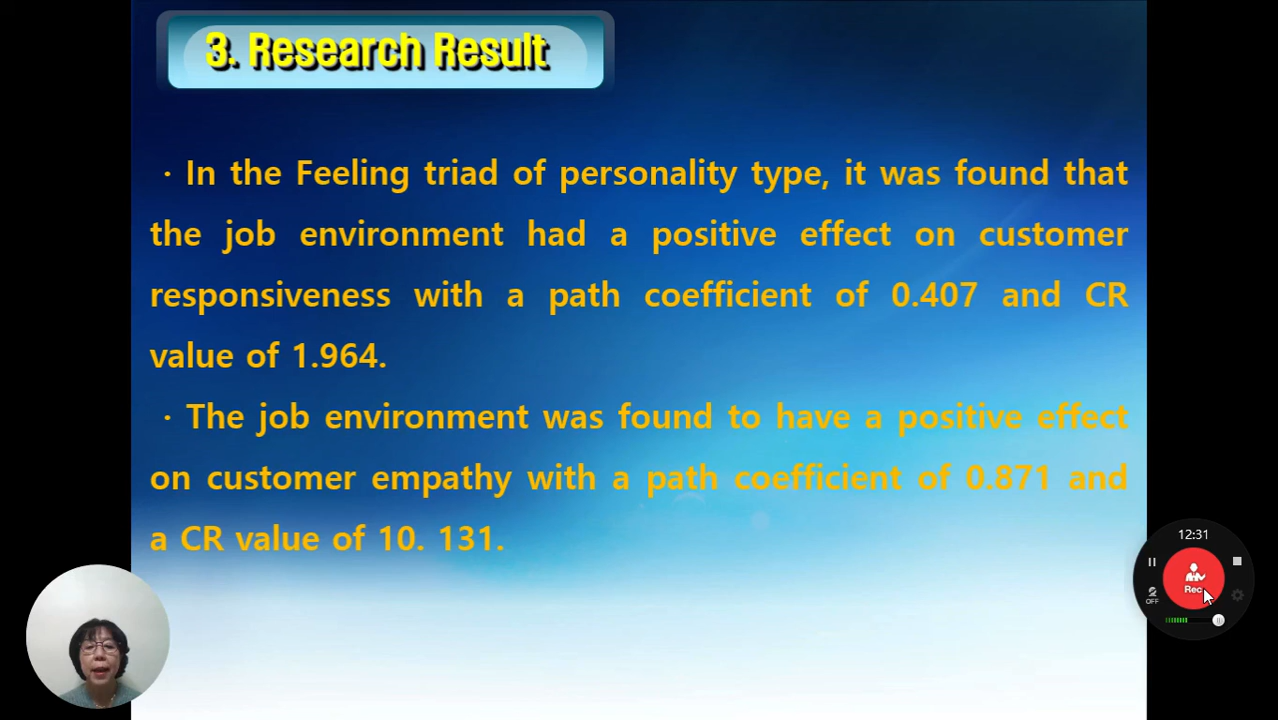 3. Research Result
· In the Feeling triad of personality type, it was found that
the job environment had a positive effect on customer
responsiveness with a path coefficient of 0.407 and CR
value of 1.964.
· The job environment was found to have a positive effect
on customer empathy with a path coefficient of 0.871 and
a CR value of 10. 131.
12:31
Rec
OFF